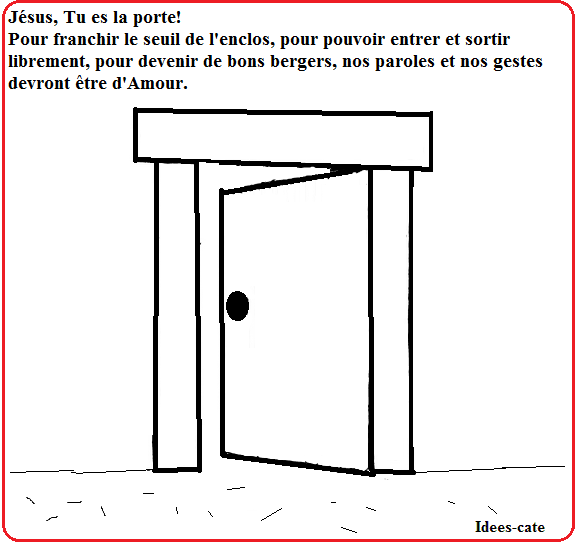 Jésus, Tu es la porte!
Pour franchir le seuil de l'enclos, pour pouvoir entrer et sortir
librement, pour devenir de bons bergers, nos paroles et nos gestes
devront être d'Amour.
Idees-cate